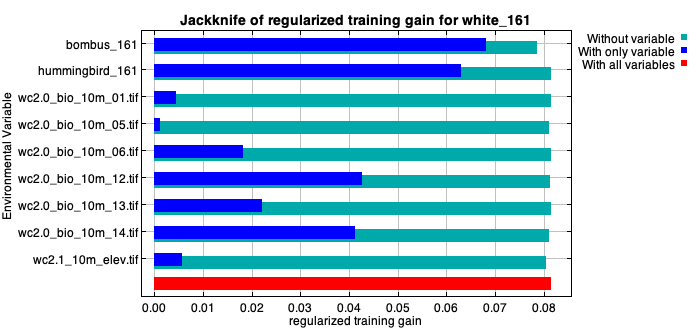 Jackknife of regularized training gain for white_161
Without variable
With only variable
With all variables
Environmental Variable
bombus_161
hummingbird_161
wc2.0_bio_10m_01.tif
wc2.0_bio_10m_05.tif
wc2.0_bio_10m_06.tif
wc2.0_bio_10m_12.tif
wc2.0_bio_10m_13.tif
wc2.0_bio_10m_14.tif
wc2.1_10m_elev.tif
0.00 0.01 0.02 0.03 0.04 0.05 0.06 0.07 0.08
regularized training gain